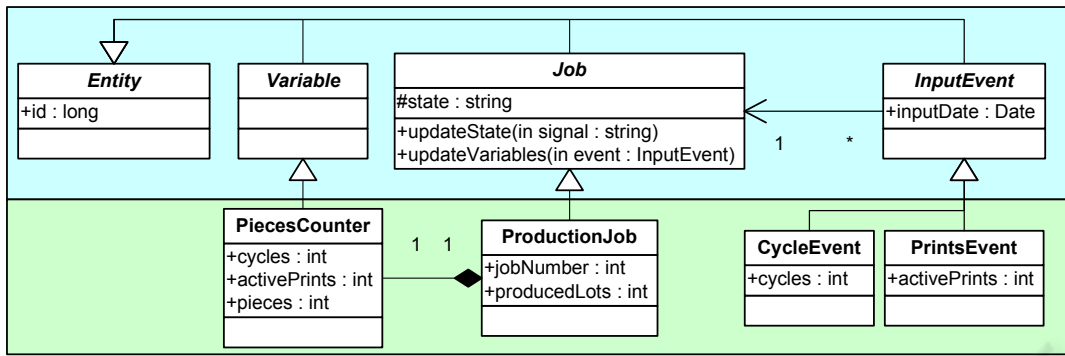 Entity
+id : long
Variable
Job
#state : string
+updateState(in signal : string)
+updateVariables(in event : InputEvent)
InputEvent
+inputDate : Date
1
*
PiecesCounter
+cycles : int
+activePrints : int
+pieces : int
1 1
ProductionJob
+jobNumber : int
+producedLots : int
CycleEvent
+cycles : int
PrintsEvent
+activePrints : int